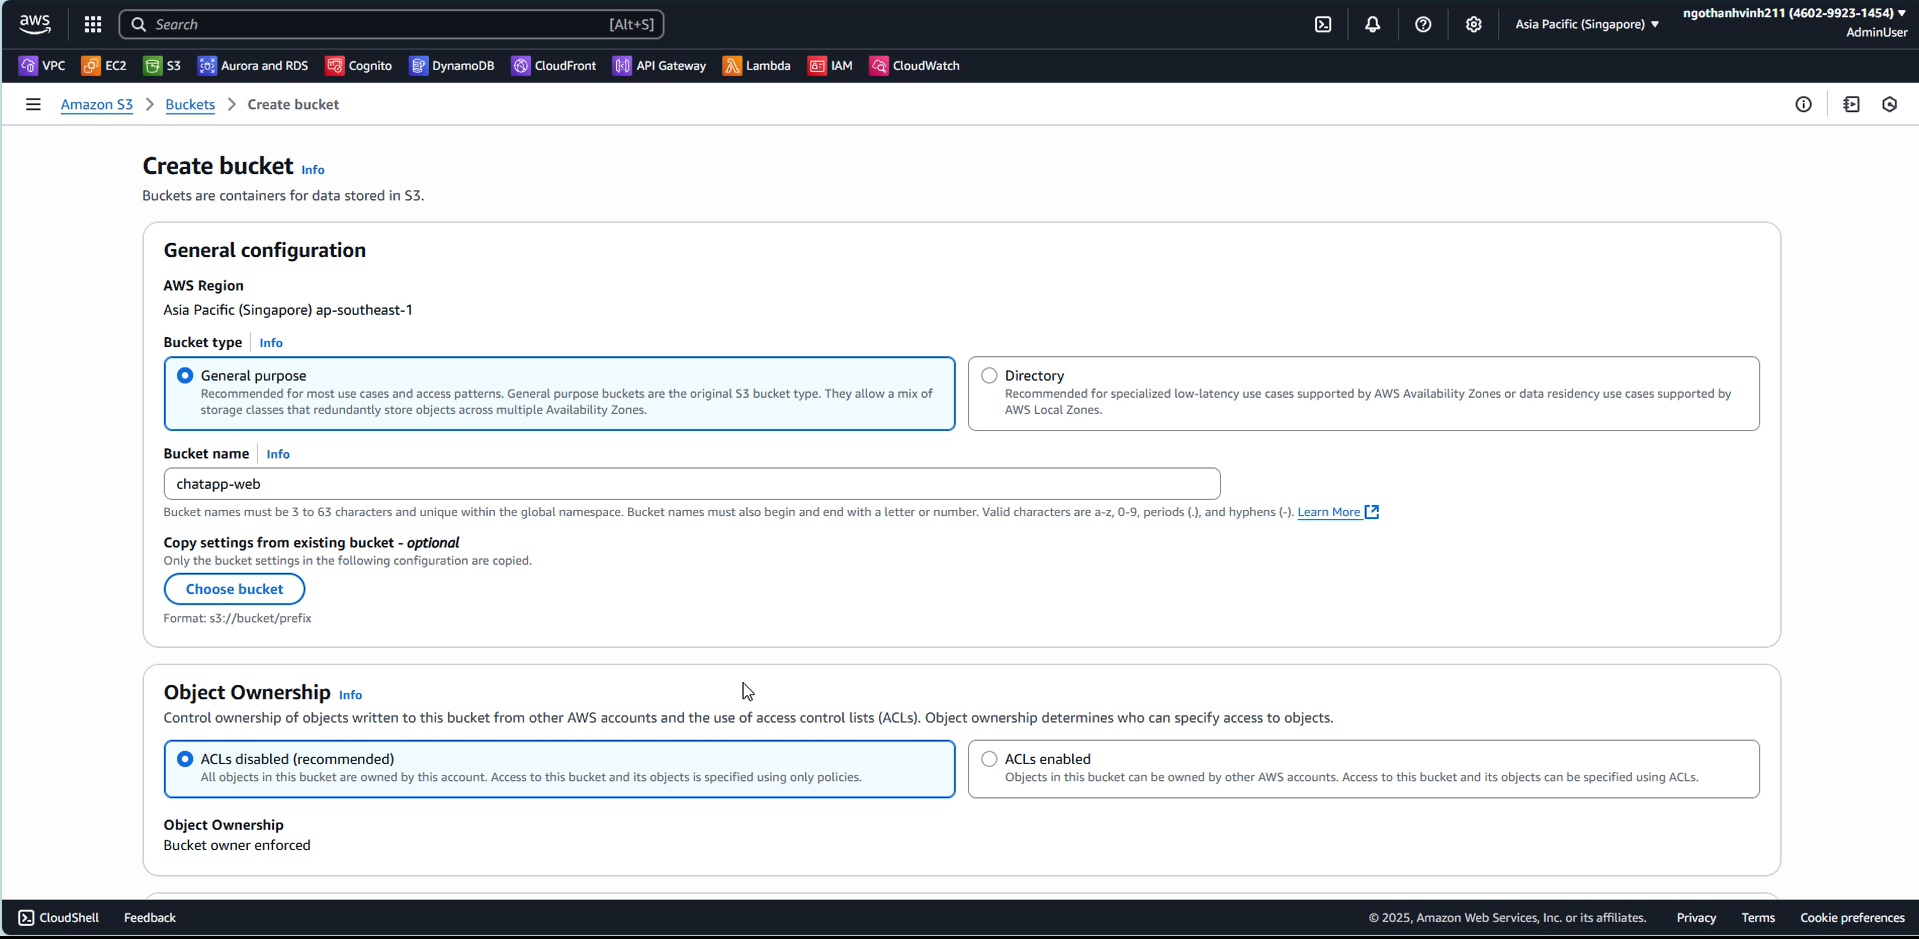 aws
Search [Alt+S]
Asia Pacific (Singapore) ▼
ngothanhvinh211 (4602-9923-1454) ▼
AdminUser
VPC EC2 S3 Aurora and RDS Cognito DynamoDB CloudFront API Gateway Lambda IAM CloudWatch
Amazon S3 > Buckets > Create bucket
Create bucket Info
Buckets are containers for data stored in S3.
General configuration
AWS Region
Asia Pacific (Singapore) ap-southeast-1
Bucket type Info
General purpose
Recommended for most use cases and access patterns. General purpose buckets are the original S3 bucket type. They allow a mix of
storage classes that redundantly store objects across multiple Availability Zones.
Directory
Recommended for specialized low-latency use cases supported by AWS Availability Zones or data residency use cases supported by
AWS Local Zones.
Bucket name Info
chatapp-web
Bucket names must be 3 to 63 characters and unique within the global namespace. Bucket names must also begin and end with a letter or number. Valid characters are a-z, 0-9, periods (.), and hyphens (-). Learn More
Copy settings from existing bucket - optional
Only the bucket settings in the following configuration are copied.
Choose bucket
Format: s3://bucket/prefix
Object Ownership Info
Control ownership of objects written to this bucket from other AWS accounts and the use of access control lists (ACLs). Object ownership determines who can specify access to objects.
ACLs disabled (recommended)
All objects in this bucket are owned by this account. Access to this bucket and its objects is specified using only policies.
ACLs enabled
Objects in this bucket can be owned by other AWS accounts. Access to this bucket and its objects can be specified using ACLs.
Object Ownership
Bucket owner enforced
CloudShell Feedback © 2025, Amazon Web Services, Inc. or its affiliates. Privacy Terms Cookie preferences